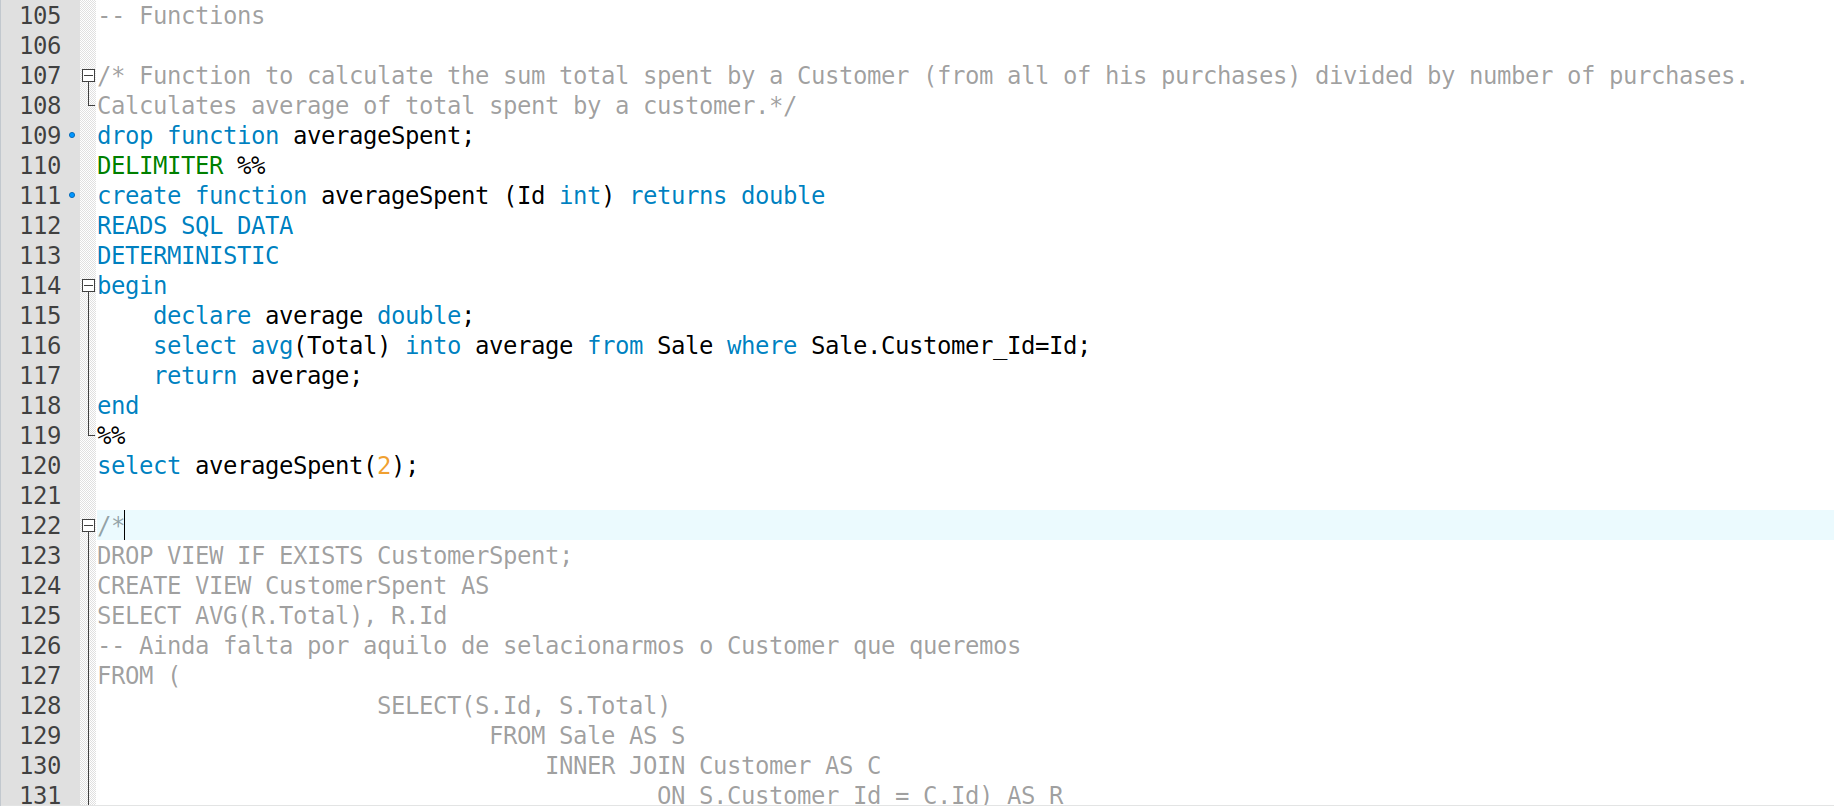 105 -- Functions
106
107 /* Function to calculate the sum total spent by a Customer (from all of his purchases) divided by number of purchases.
108 Calculates average of total spent by a customer.*/
109 drop function averageSpent;
110 DELIMITER %%
111 create function averageSpent (Id int) returns double
112 READS SQL DATA
113 DETERMINISTIC
114 begin
115     declare average double;
116     select avg(Total) into average from Sale where Sale.Customer_Id=Id;
117     return average;
118 end
119 %%
120 select averageSpent(2);
121
122 /*
123 DROP VIEW IF EXISTS CustomerSpent;
124 CREATE VIEW CustomerSpent AS
125 SELECT AVG(R.Total), R.Id
126 -- Ainda falta por aquilo de selacionarmos o Customer que queremos
127 FROM (
128                     SELECT(S.Id, S.Total)
129                             FROM Sale AS S
130                                 INNER JOIN Customer AS C
131                                         ON S.Customer_Id = C.Id) AS R